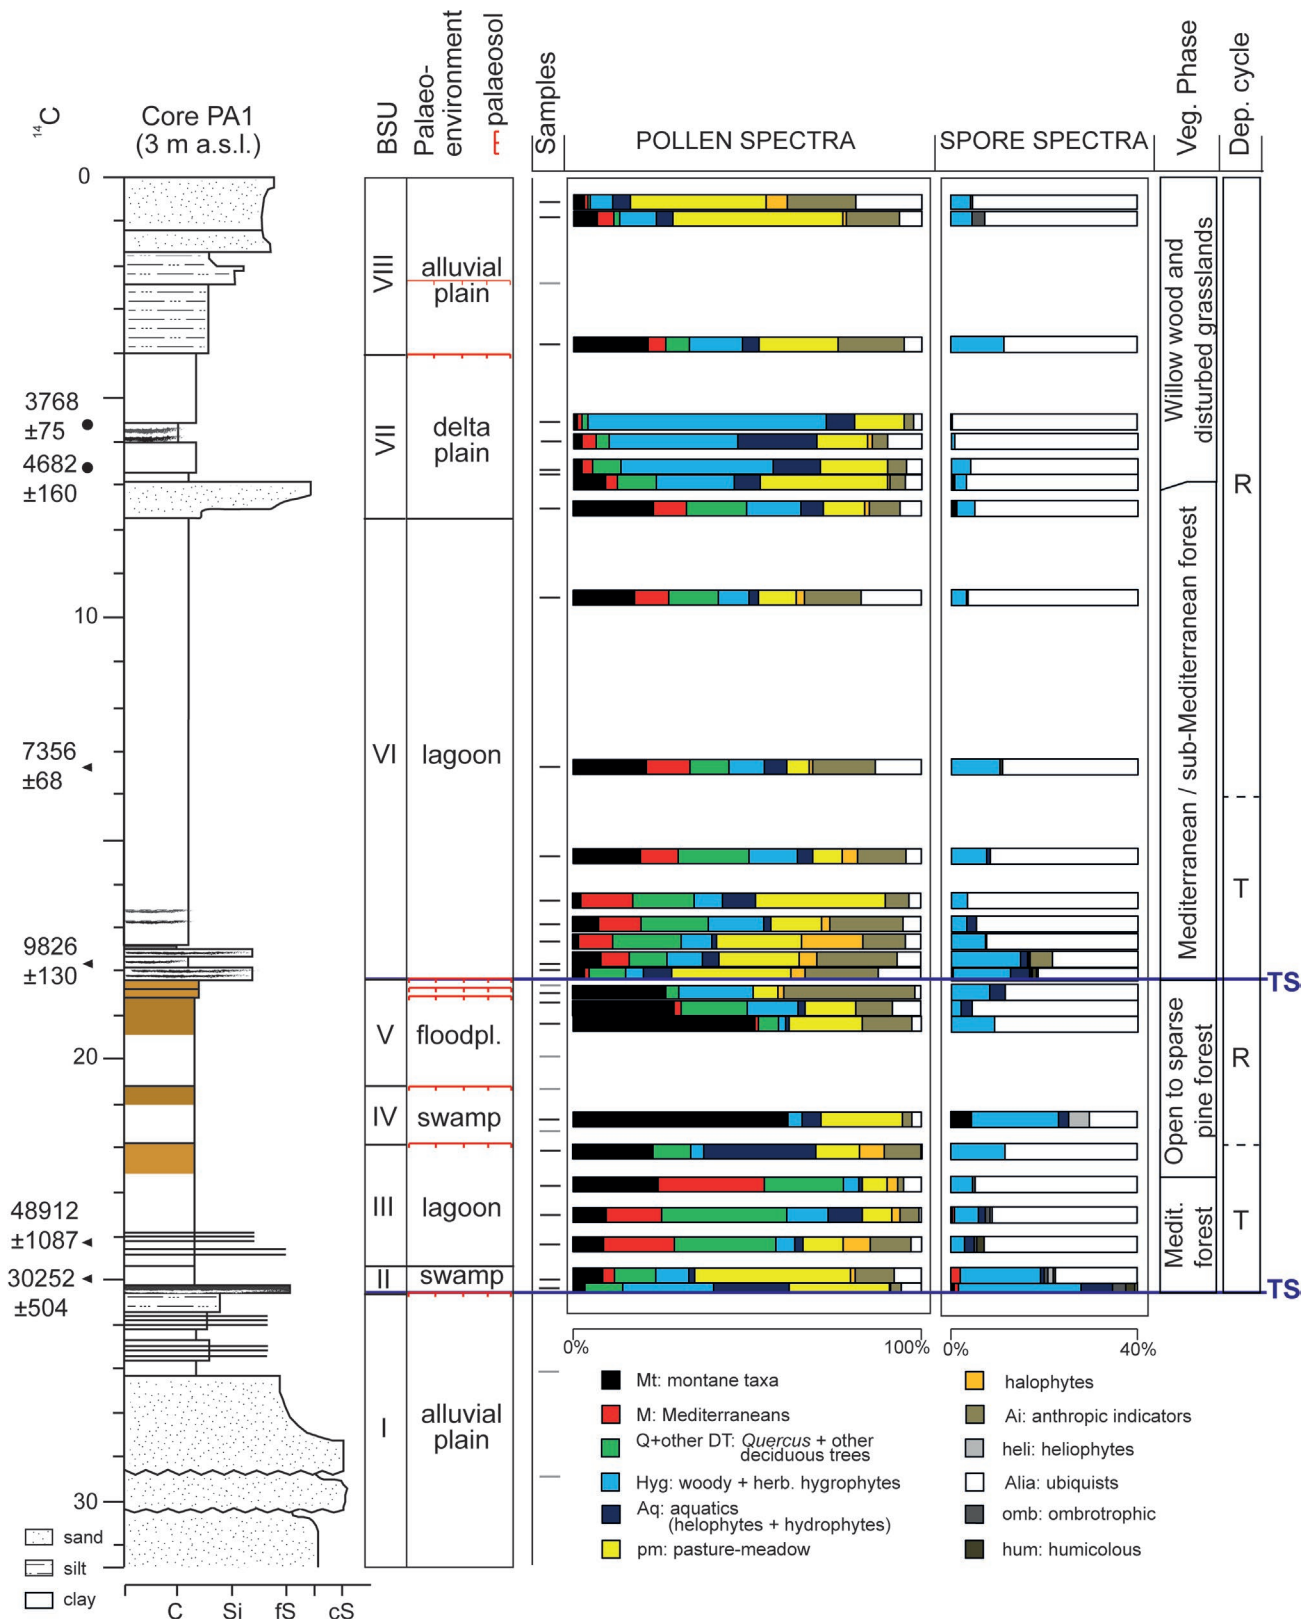 14C
Core PA1
(3 m a.s.l.)
BSU
Palaeo-
environment
palaeosol
Samples
POLLEN SPECTRA
SPORE SPECTRA
Veg. Phase
Dep. cycle
0
10
20
30
3768
±75
4682
±160
7356
±68
9826
±130
48912
±1087
30252
±504
VIII
VII
VI
V
IV
III
II
I
alluvial
plain
delta
plain
lagoon
floodpl.
swamp
lagoon
swamp
alluvial
plain
Willow wood and
disturbed grasslands
Mediterranean / sub-Mediterranean forest
Open to sparse
pine forest
Medit.
forest
R
T
R
T
TS
TS
0%
100%
0%
40%
Mt: montane taxa
M: Mediterraneans
Q+other DT: Quercus + other
deciduous trees
Hyg: woody + herb. hygrophytes
Aq: aquatics
(helophytes + hydrophytes)
pm: pasture-meadow
halophytes
Ai: anthropic indicators
heli: heliophytes
Alia: ubiquists
omb: ombrotrophic
hum: humicolous
sand
silt
clay
C
Si
fS
cS